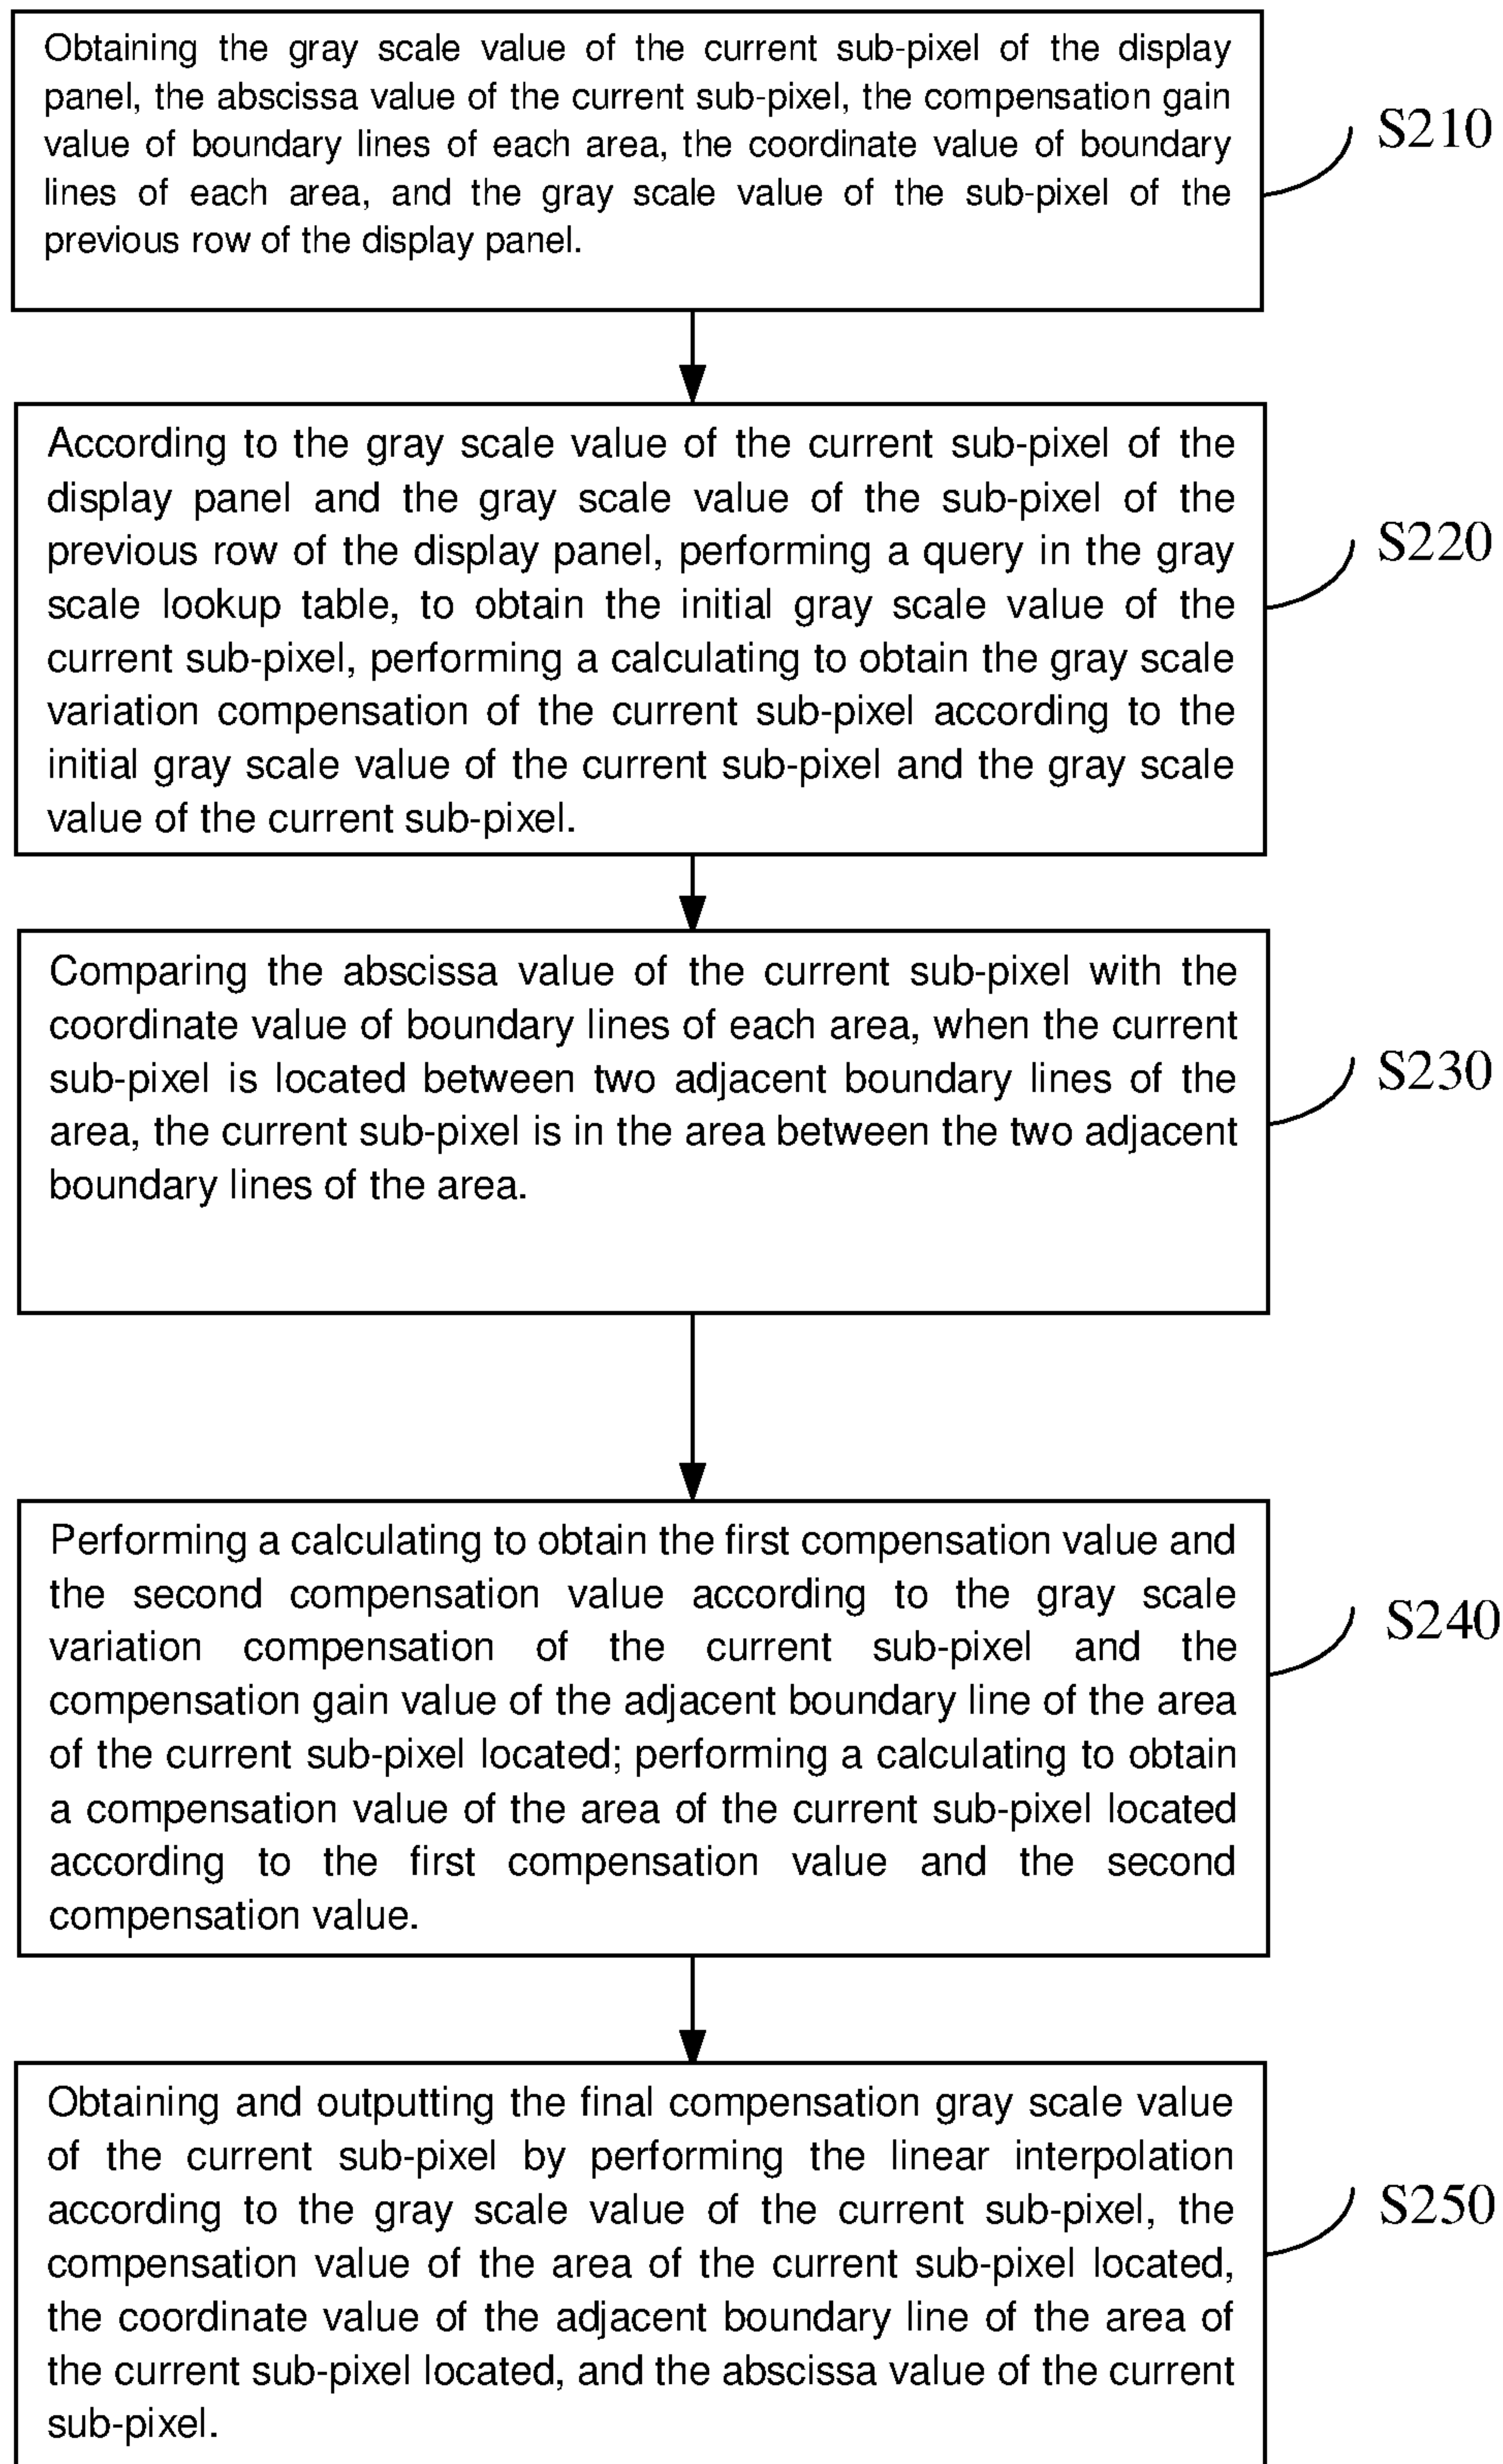 Obtaining the gray scale value of the current sub-pixel of the display
panel, the abscissa value of the current sub-pixel, the compensation gain
value of boundary lines of each area, the coordinate value of boundary
lines of each area, and the gray scale value of the sub-pixel of the
previous row of the display panel.
S210
According to the gray scale value of the current sub-pixel of the
display panel and the gray scale value of the sub-pixel of the
previous row of the display panel, performing a query in the gray
scale lookup table, to obtain the initial gray scale value of the
current sub-pixel, performing a calculating to obtain the gray scale
variation compensation of the current sub-pixel according to the
initial gray scale value of the current sub-pixel and the gray scale
value of the current sub-pixel.
S220
Comparing the abscissa value of the current sub-pixel with the
coordinate value of boundary lines of each area, when the current
sub-pixel is located between two adjacent boundary lines of the
area, the current sub-pixel is in the area between the two adjacent
boundary lines of the area.
S230
Performing a calculating to obtain the first compensation value and
the second compensation value according to the gray scale
variation compensation of the current sub-pixel and the
compensation gain value of the adjacent boundary line of the area
of the current sub-pixel located; performing a calculating to obtain
a compensation value of the area of the current sub-pixel located
according to the first compensation value and the second
compensation value.
S240
Obtaining and outputting the final compensation gray scale value
of the current sub-pixel by performing the linear interpolation
according to the gray scale value of the current sub-pixel, the
compensation value of the area of the current sub-pixel located,
the coordinate value of the adjacent boundary line of the area of
the current sub-pixel located, and the abscissa value of the current
sub-pixel.
S250